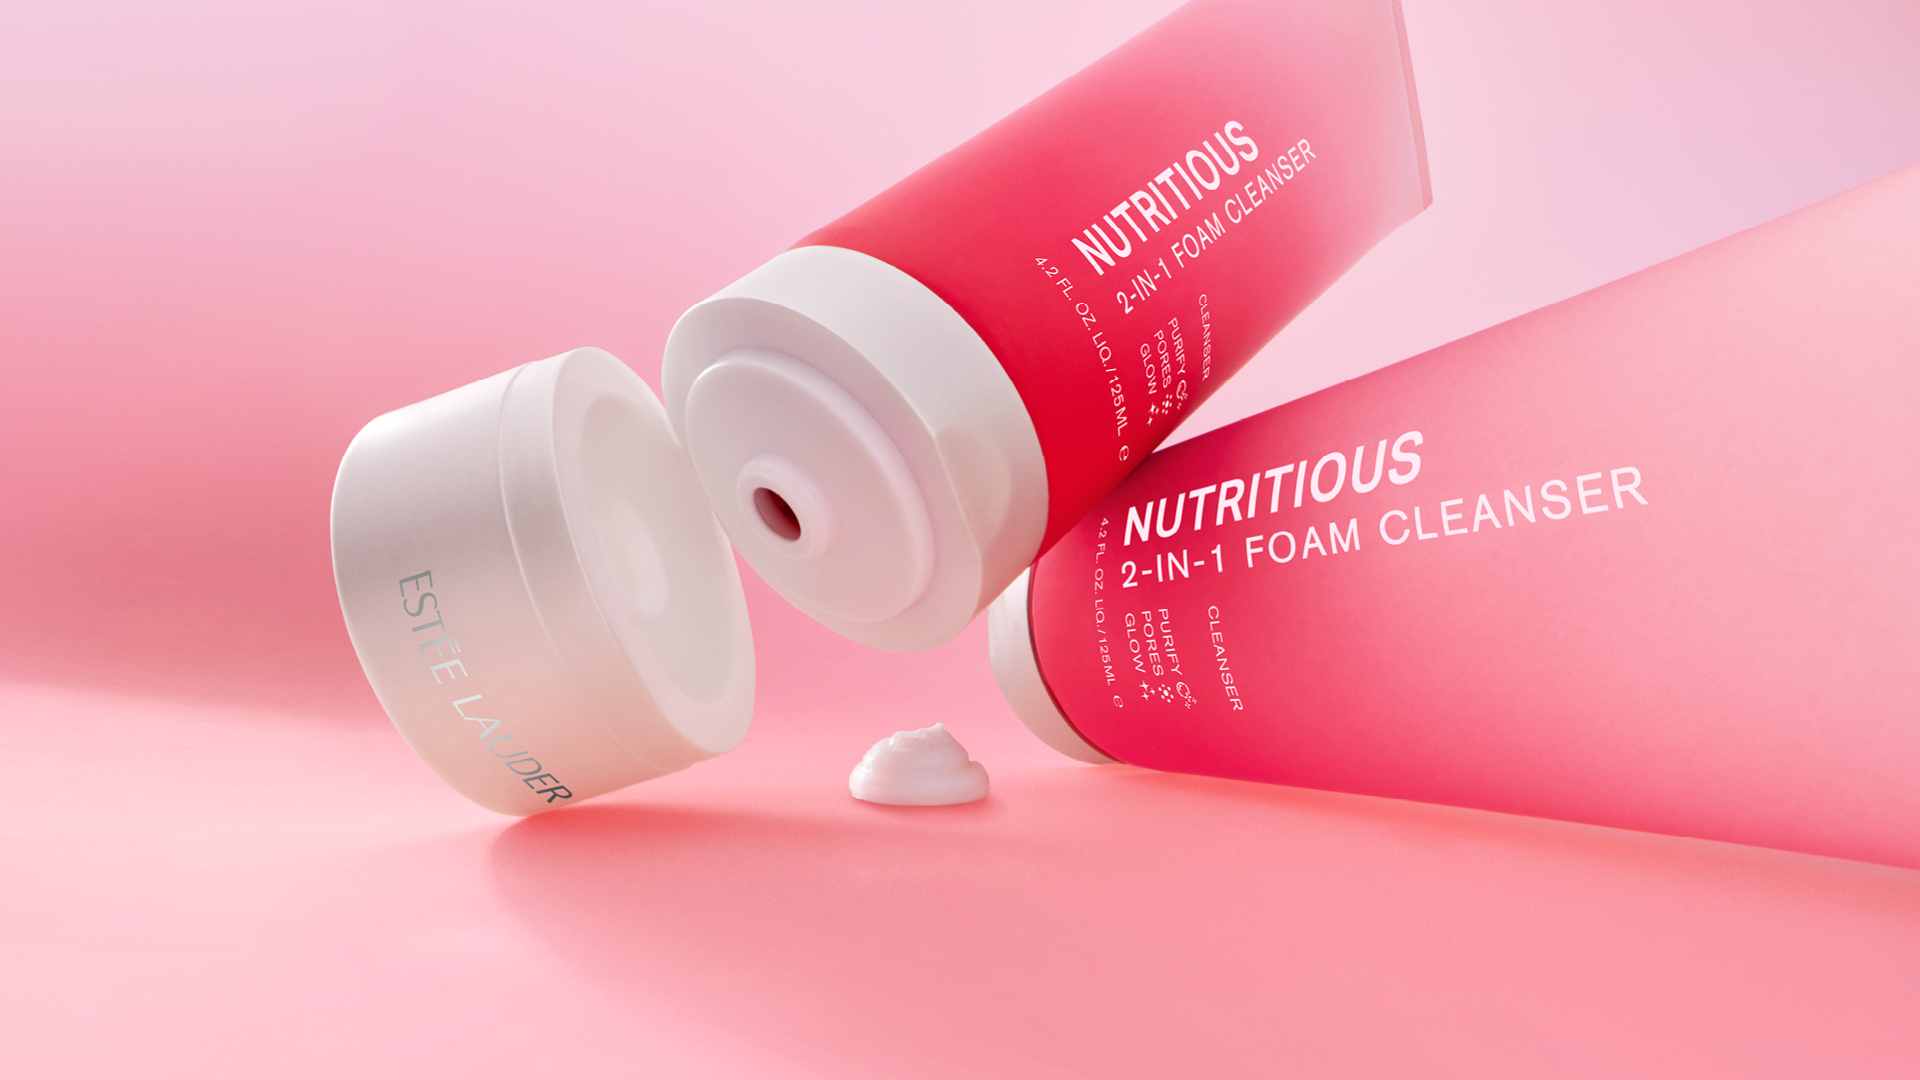 NUTRITIOUS
2-IN-1 FOAM CLEANSER
CLEANSER
PURIFY
PORES
GLOW
4.2 FL. OZ. LIQ./125ML ℮
ESTĒE LAUDER
NUTRITIOUS
2-IN-1 FOAM CLEANSER
CLEANSER
PURIFY
PORES
GLOW
4.2 FL. OZ. LIQ./125ML ℮